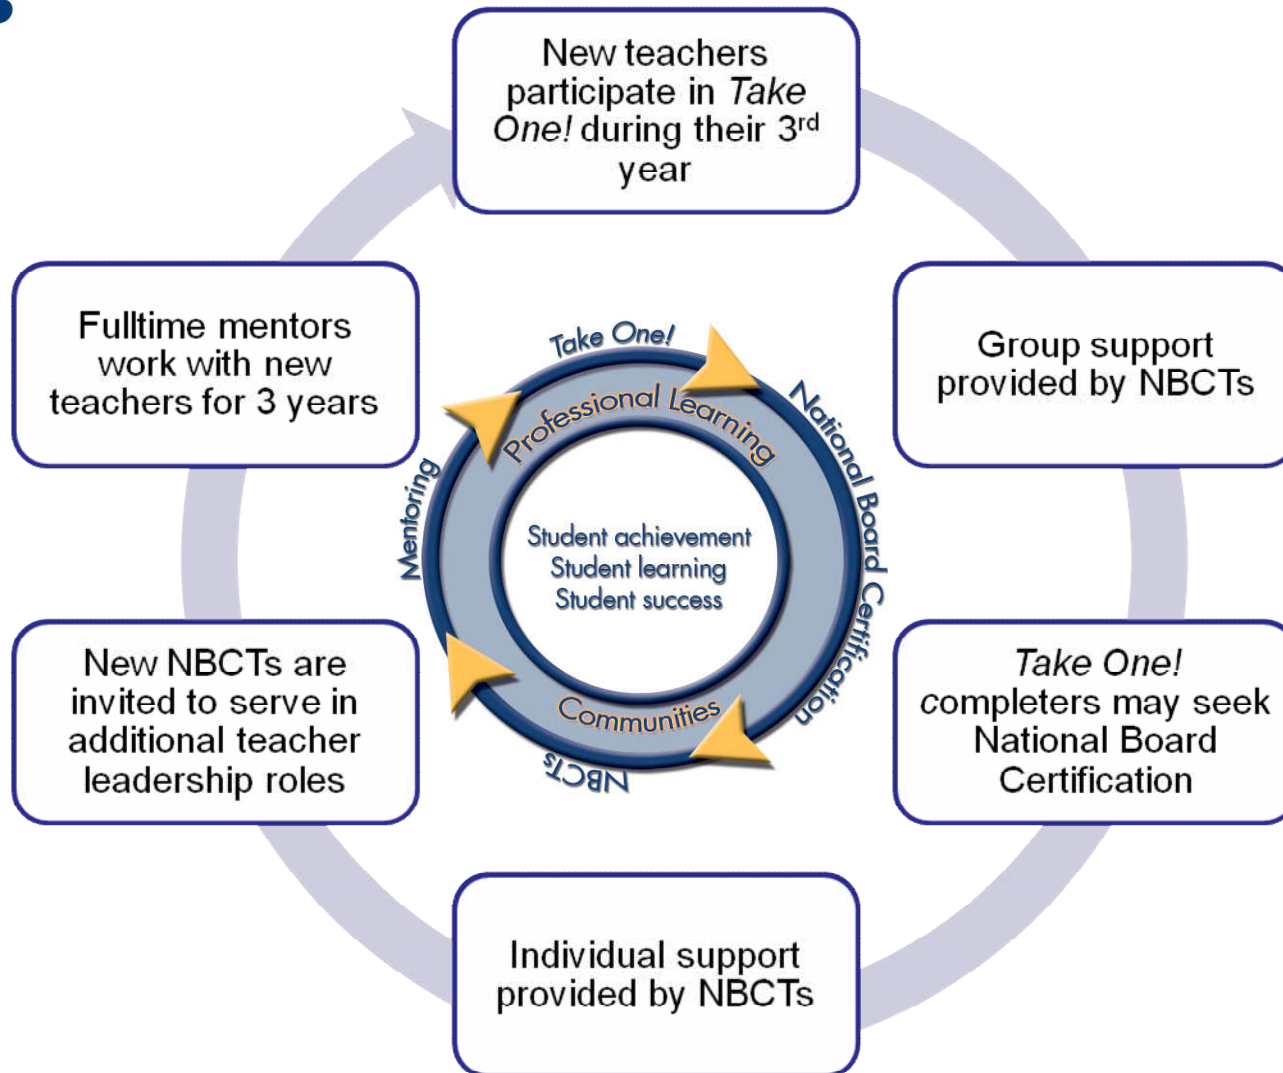 New teachers
participate in Take
One! during their 3rd
year
Group support
provided by NBCTs
Take One!
completers may seek
National Board
Certification
Individual support
provided by NBCTs
New NBCTs are
invited to serve in
additional teacher
leadership roles
Fulltime mentors
work with new
teachers for 3 years
Take One!
National Board Certification
NBCTs
Mentoring
Professional Learning
Communities
Student achievement
Student learning
Student success